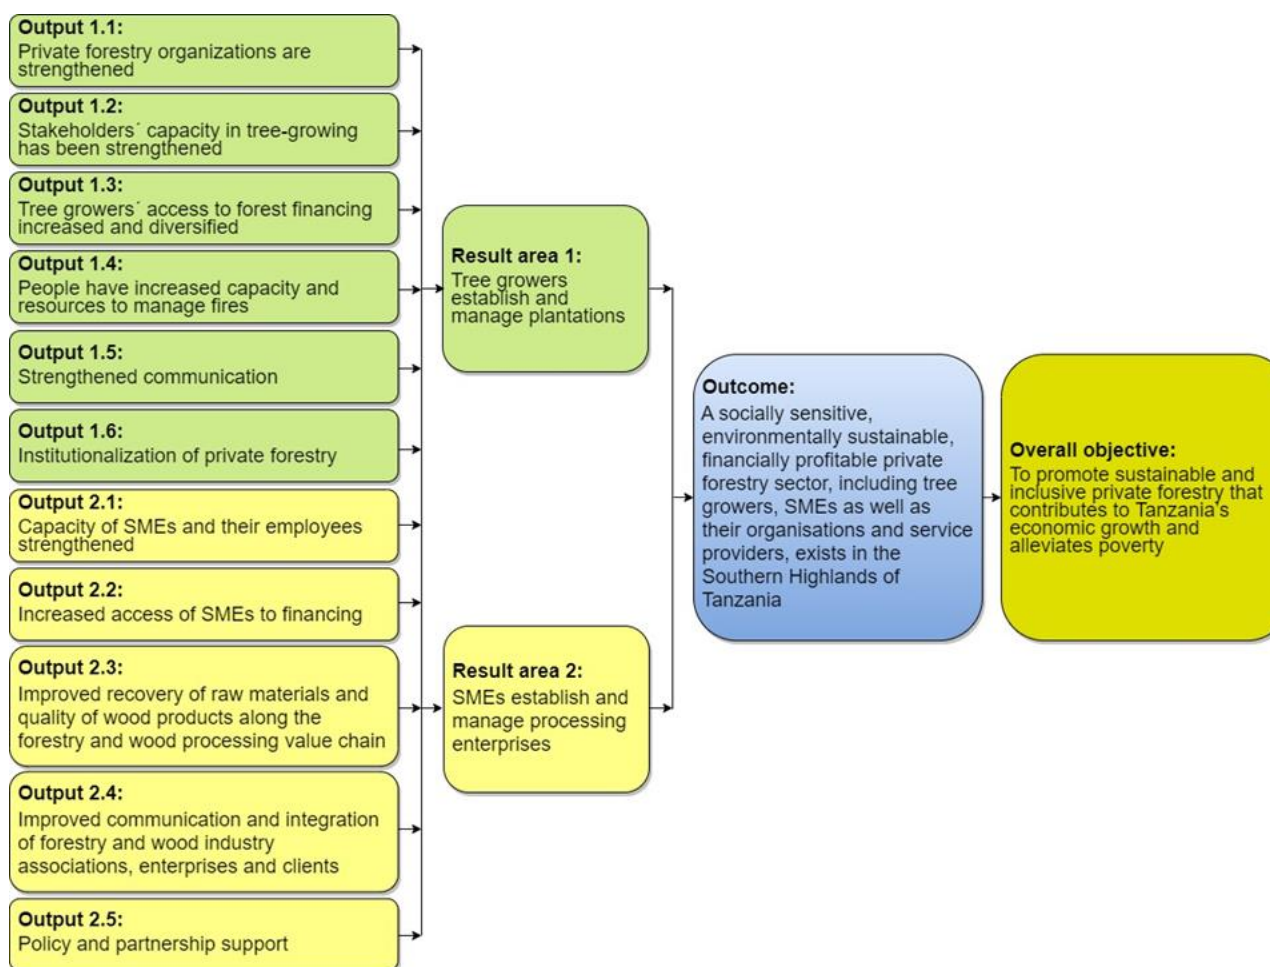 Output 1.1:
Private forestry organizations are
strengthened
Output 1.2:
Stakeholders´ capacity in tree-growing
has been strengthened
Output 1.3:
Tree growers´ access to forest financing
increased and diversified
Output 1.4:
People have increased capacity and
resources to manage fires
Output 1.5:
Strengthened communication
Output 1.6:
Institutionalization of private forestry
Output 2.1:
Capacity of SMEs and their employees
strengthened
Output 2.2:
Increased access of SMEs to financing
Output 2.3:
Improved recovery of raw materials and
quality of wood products along the
forestry and wood processing value chain
Output 2.4:
Improved communication and integration
of forestry and wood industry
associations, enterprises and clients
Output 2.5:
Policy and partnership support
Result area 1:
Tree growers
establish and
manage plantations
Result area 2:
SMEs establish and
manage processing
enterprises
Outcome:
A socially sensitive,
environmentally sustainable,
financially profitable private
forestry sector, including tree
growers, SMEs as well as
their organisations and service
providers, exists in the
Southern Highlands of
Tanzania
Overall objective:
To promote sustainable and
inclusive private forestry that
contributes to Tanzania's
economic growth and
alleviates poverty